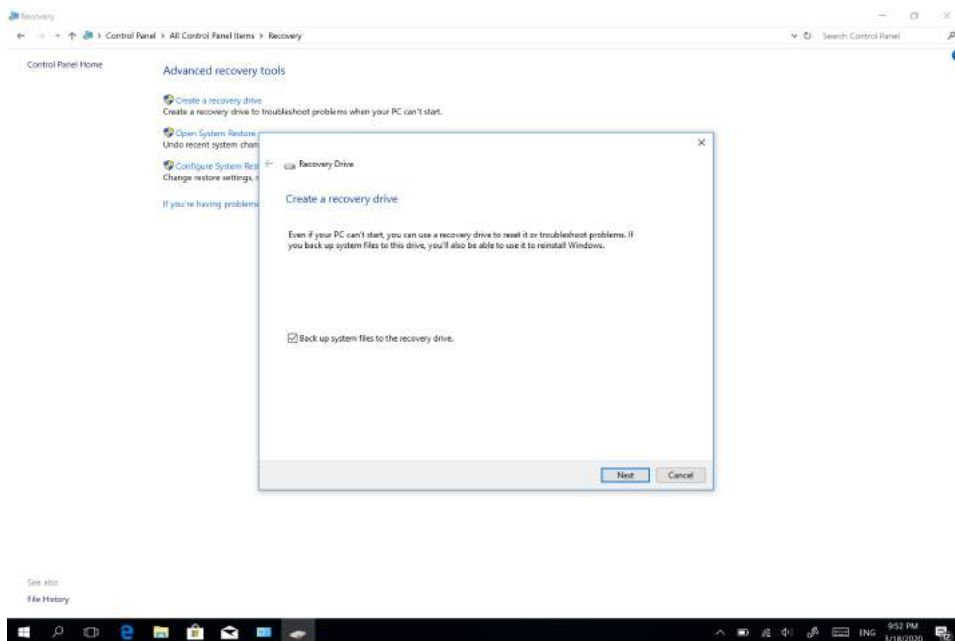 Recovery
Control Panel > All Control Panel Items > Recovery
Search Control Panel
Control Panel Home
Advanced recovery tools
Create a recovery drive
Create a recovery drive to troubleshoot problems when your PC can't start.
Open System Restore
Undo recent system chan
Configure System Rest
Change restore settings,
If you're having problems
Recovery Drive
Create a recovery drive
Even if your PC can't start, you can use a recovery drive to reset it or troubleshoot problems. If
you back up system files to this drive, you'll also be able to use it to reinstall Windows.
Back up system files to the recovery drive.
Next
Cancel
See also
File History
ENG
9:52 PM
3/18/2020